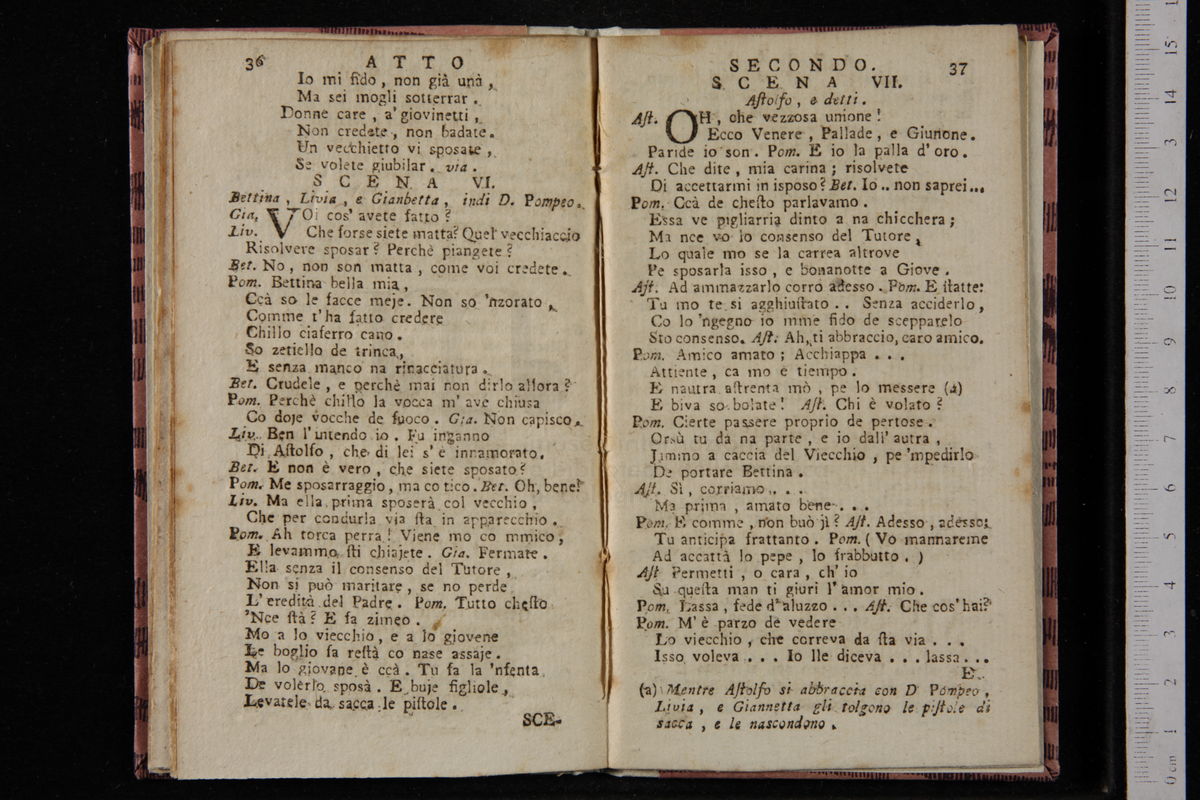 36 ATTO
Io mi fido, non già una,
Ma sei mogli sotterrar.
Donne care, a' giovinetti,
Non credete, non badate.
Un vecchietto vi sposate,
Se volete giubilar. via.
SCENA VI.
Bettina, Livia, e Gianbetta, indi D. Pompeo.
Gia. VOi cos' avete fatto?
Liv. Che forse siete matta? Quel vecchiaccio
Risolvere sposar? Perchè piangete?
Bet. No, non son matta, come voi credete.
Pom. Bettina bella mia,
Ccà so le facce meje. Non so 'nzorato,
Comme t'ha fatto credere
Chillo ciaferro cano.
So zetiello de trinca,
E senza manco na rinacciatura.
Bet. Crudele, e perchè mai non dirlo allora?
Pom. Perchè chillo la vocca m' ave chiusa
Co doje vocche de fuoco. Gia. Non capisco.
Liv. Ben l'intendo io. Fu inganno
Di Aſtolfo, che di lei s'è innamorato.
Bet. E non è vero, che siete sposato?
Pom. Me sposarraggio, ma co tico. Bet. Oh, bene!
Liv. Ma ella prima sposerà col vecchio,
Che per condurla via ſta in apparecchio.
Pom. Ah torca perra! Viene mo co mmico,
E levammo ſti chiajete. Gia. Fermate.
Ella senza il consenso del Tutore,
Non si può maritare, se no perde
L'eredità del Padre. Pom. Tutto cheſto
'Nce ſtà? E fa zimeo.
Mo a lo viecchio, e a lo giovene
Le boglio fa reſtà co nase assaje.
Ma lo giovane è ccà. Tu fa la 'nfenta
De volerlo sposà. E buje figliole,
Levatele da sacca le piſtole.
SCE-
SECONDO. 37
SCENA VII.
Aſtolfo, e detti.
Aſt. OH, che vezzosa unione!
Ecco Venere, Pallade, e Giunone.
Paride io son. Pom. E io la palla d'oro.
Aſt. Che dite, mia carina; risolvete
Di accettarmi in isposo? Bet. Io.. non saprei...
Pom. Ccà de cheſto parlavamo.
Essa ve pigliarria dinto a na chicchera;
Ma nce vo lo consenso del Tutore,
Lo quale mo se la carrea altrove
Pe sposarla isso, e bonanotte a Giove.
Aſt. Ad ammazzarlo corro adesso. Pom. E ſtatte:
Tu mo te si agghiuſtato.. Senza acciderlo,
Co lo 'ngegno io mme fido de scepparelo
Sto consenso. Aſt. Ah, ti abbraccio, caro amico.
Pom. Amico amato; Acchiappa...
Attiente, ca mo è tiempo.
E nautra aſtrenta mò, pe lo messere (a)
E biva so bolate! Aſt. Chi è volato?
Pom. Cierte passere proprio de pertose.
Orsù tu da na parte, e io dall'autra,
Jammo a caccia del Viecchio, pe 'mpedirlo
De portare Bettina.
Aſt. Sì, corriamo...
Ma prima, amato bene...
Pom. E comme, non buò jì? Aſt. Adesso, adesso;
Tu anticipa frattanto. Pom. (Vo mannareme
Ad accattà lo pepe, lo frabbutto.)
Aſt Permetti, o cara, ch'io
Su queſta man ti giuri l'amor mio.
Pom. Lassa, fede d'aluzzo... Aſt. Che cos'hai?
Pom. M'è parzo de vedere
Lo viecchio, che correva da ſta via...
Isso voleva... Io lle diceva... lassa...
E
(a) Mentre Aſtolfo si abbraccia con D Pompeo,
Livia, e Giannetta gli tolgono le piſtole di
sacca, e le nascondono.